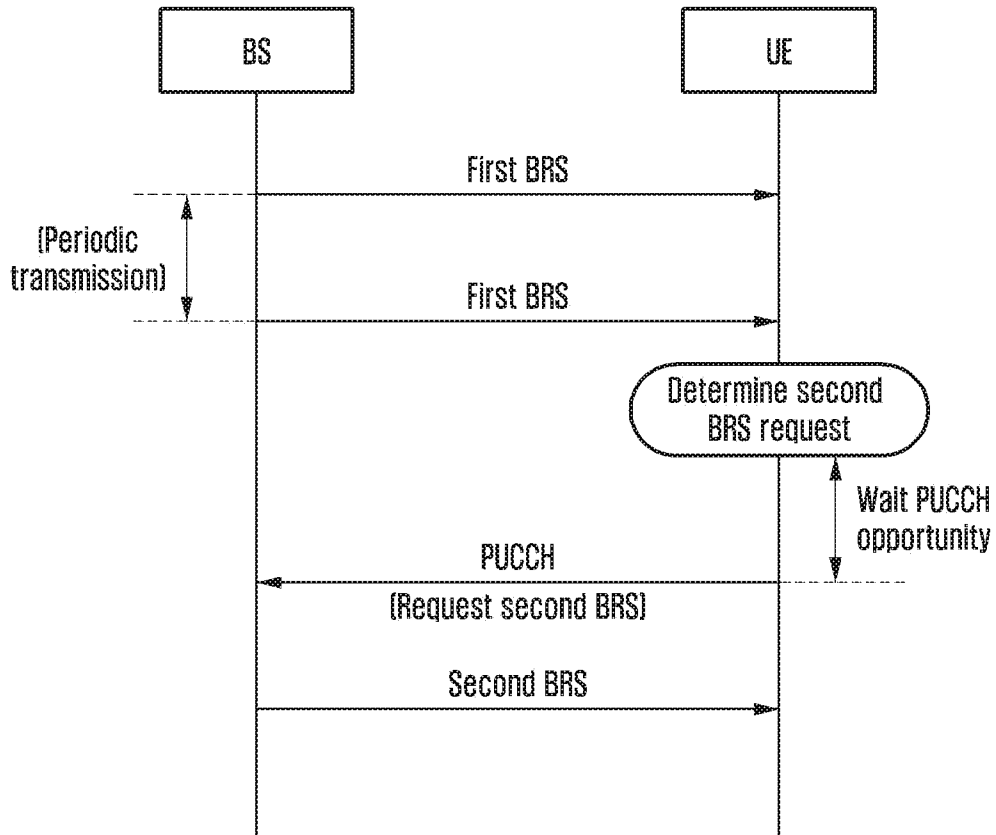 BS
UE
First BRS
(Periodic
transmission)
First BRS
Determine second
BRS request
Wait PUCCH
opportunity
PUCCH
(Request second BRS)
Second BRS